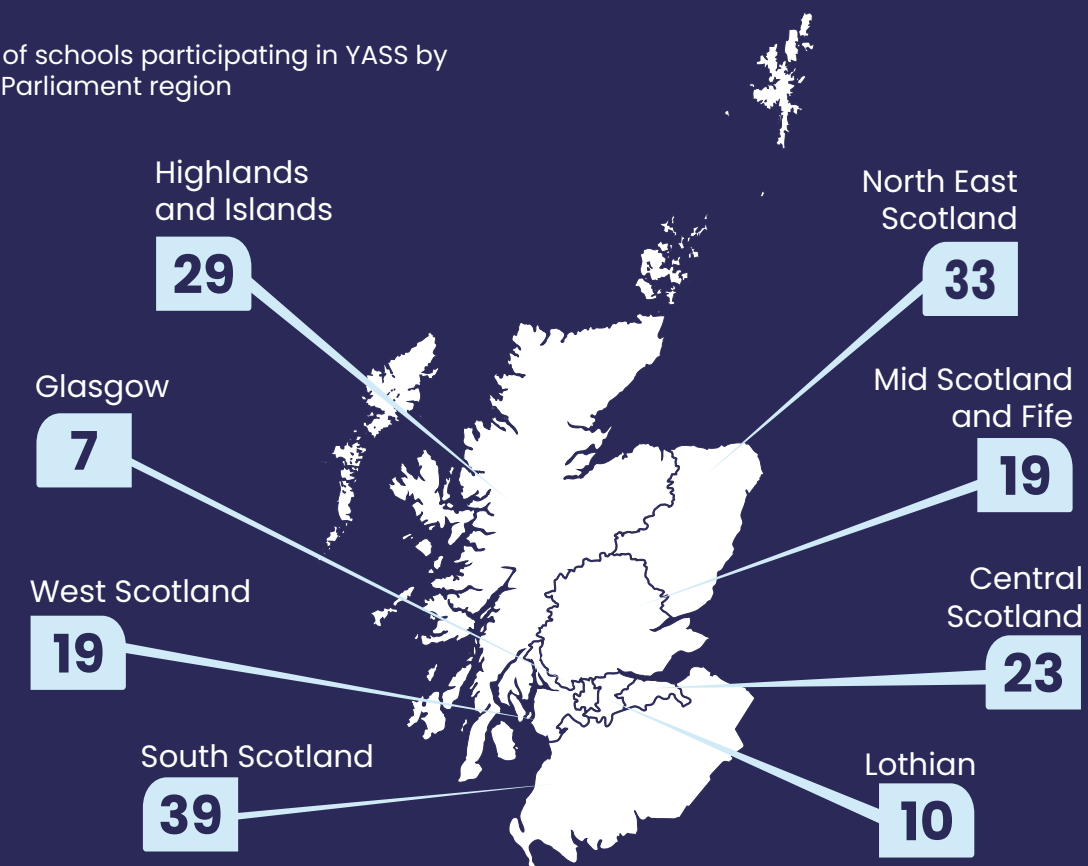 of schools participating in YASS by
Parliament region
Highlands
and Islands
29
North East
Scotland
33
Glasgow
7
Mid Scotland
and Fife
19
West Scotland
19
Central
Scotland
23
South Scotland
39
Lothian
10